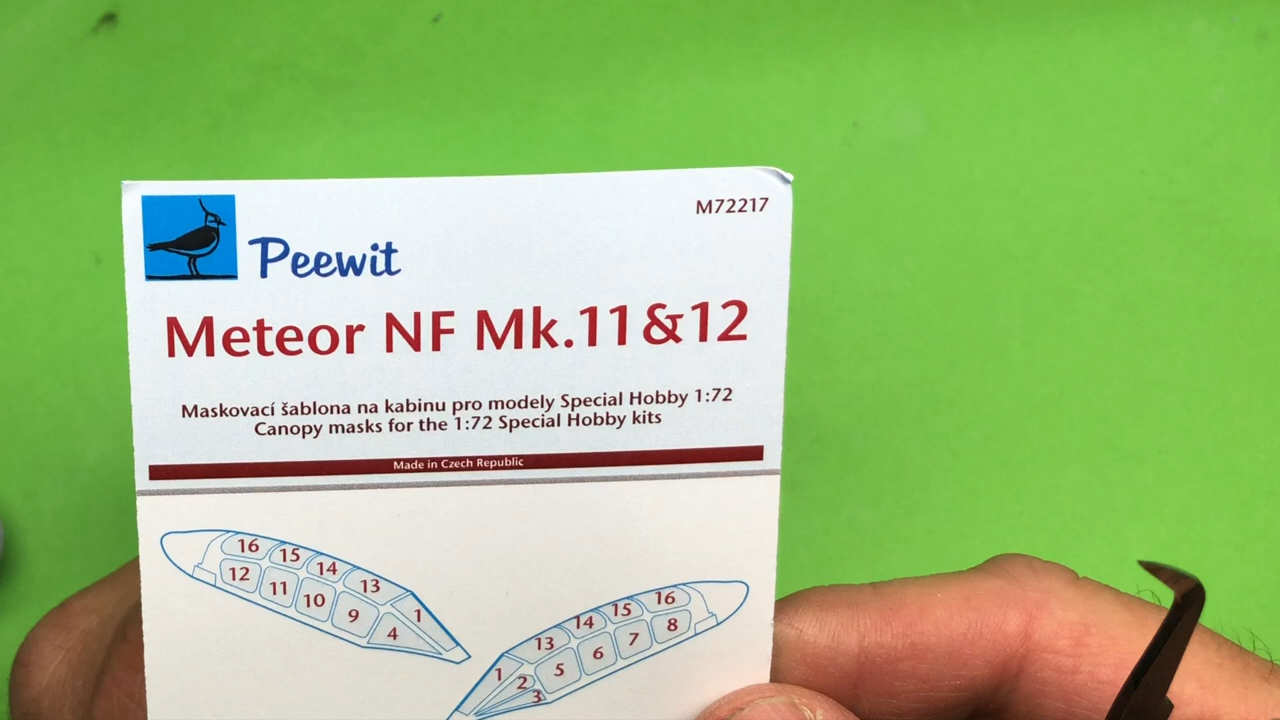 M72217
Peewit
Meteor NF Mk.11&12
Maskovací šablona na kabinu pro modely Special Hobby 1:72
Canopy masks for the 1:72 Special Hobby kits
Made in Czech Republic
16 15 14 13 1
12 11 10 9 4
13 14 15 16
1 2 3 5 6 7 8